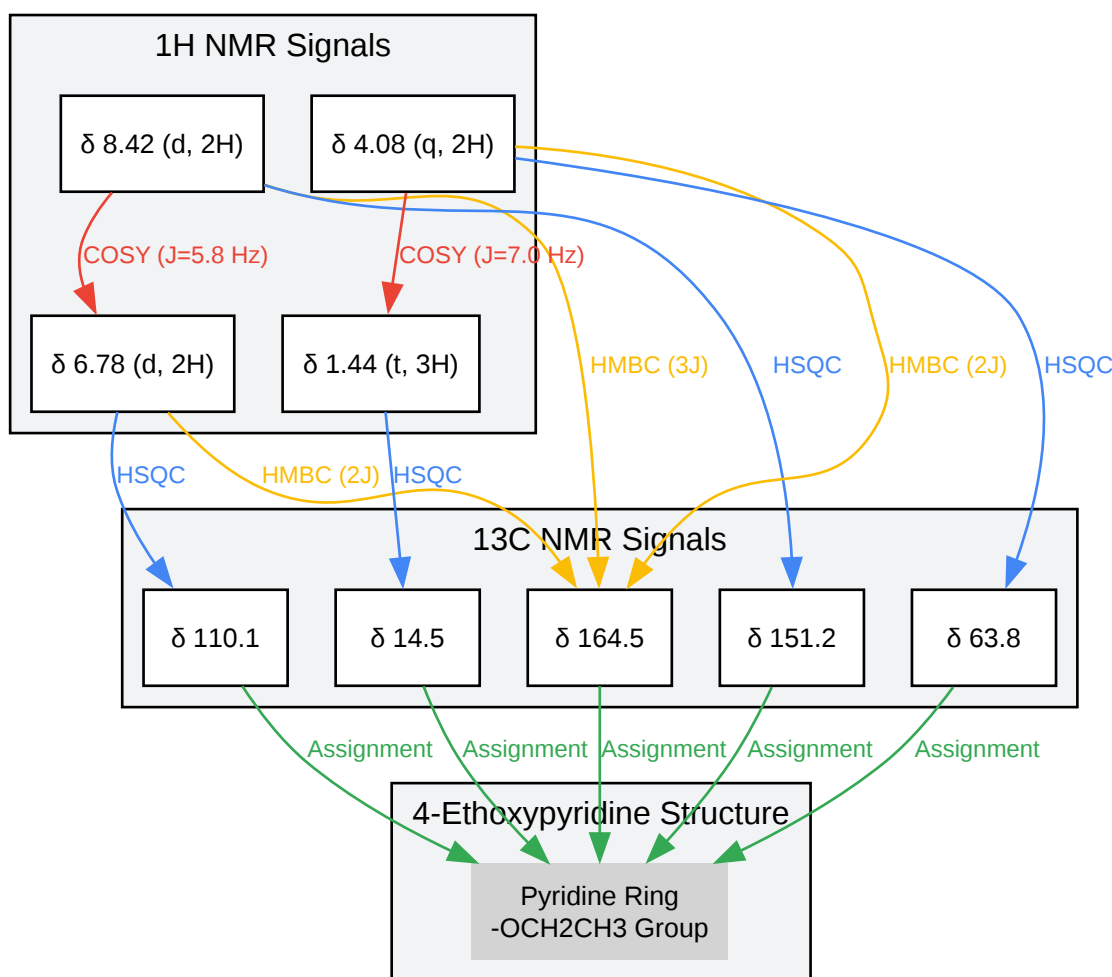 1H NMR Signals
δ 8.42 (d, 2H)
δ 4.08 (q, 2H)
COSY (J=5.8 Hz)
COSY (J=7.0 Hz)
δ 6.78 (d, 2H)
δ 1.44 (t, 3H)
HMBC (3J)
HSQC
HMBC (2J)
HSQC
HSQC
HMBC (2J)
HSQC
13C NMR Signals
δ 110.1
δ 14.5
δ 164.5
δ 151.2
δ 63.8
Assignment
Assignment
Assignment
Assignment
Assignment
4-Ethoxypyridine Structure
Pyridine Ring
-OCH2CH3 Group